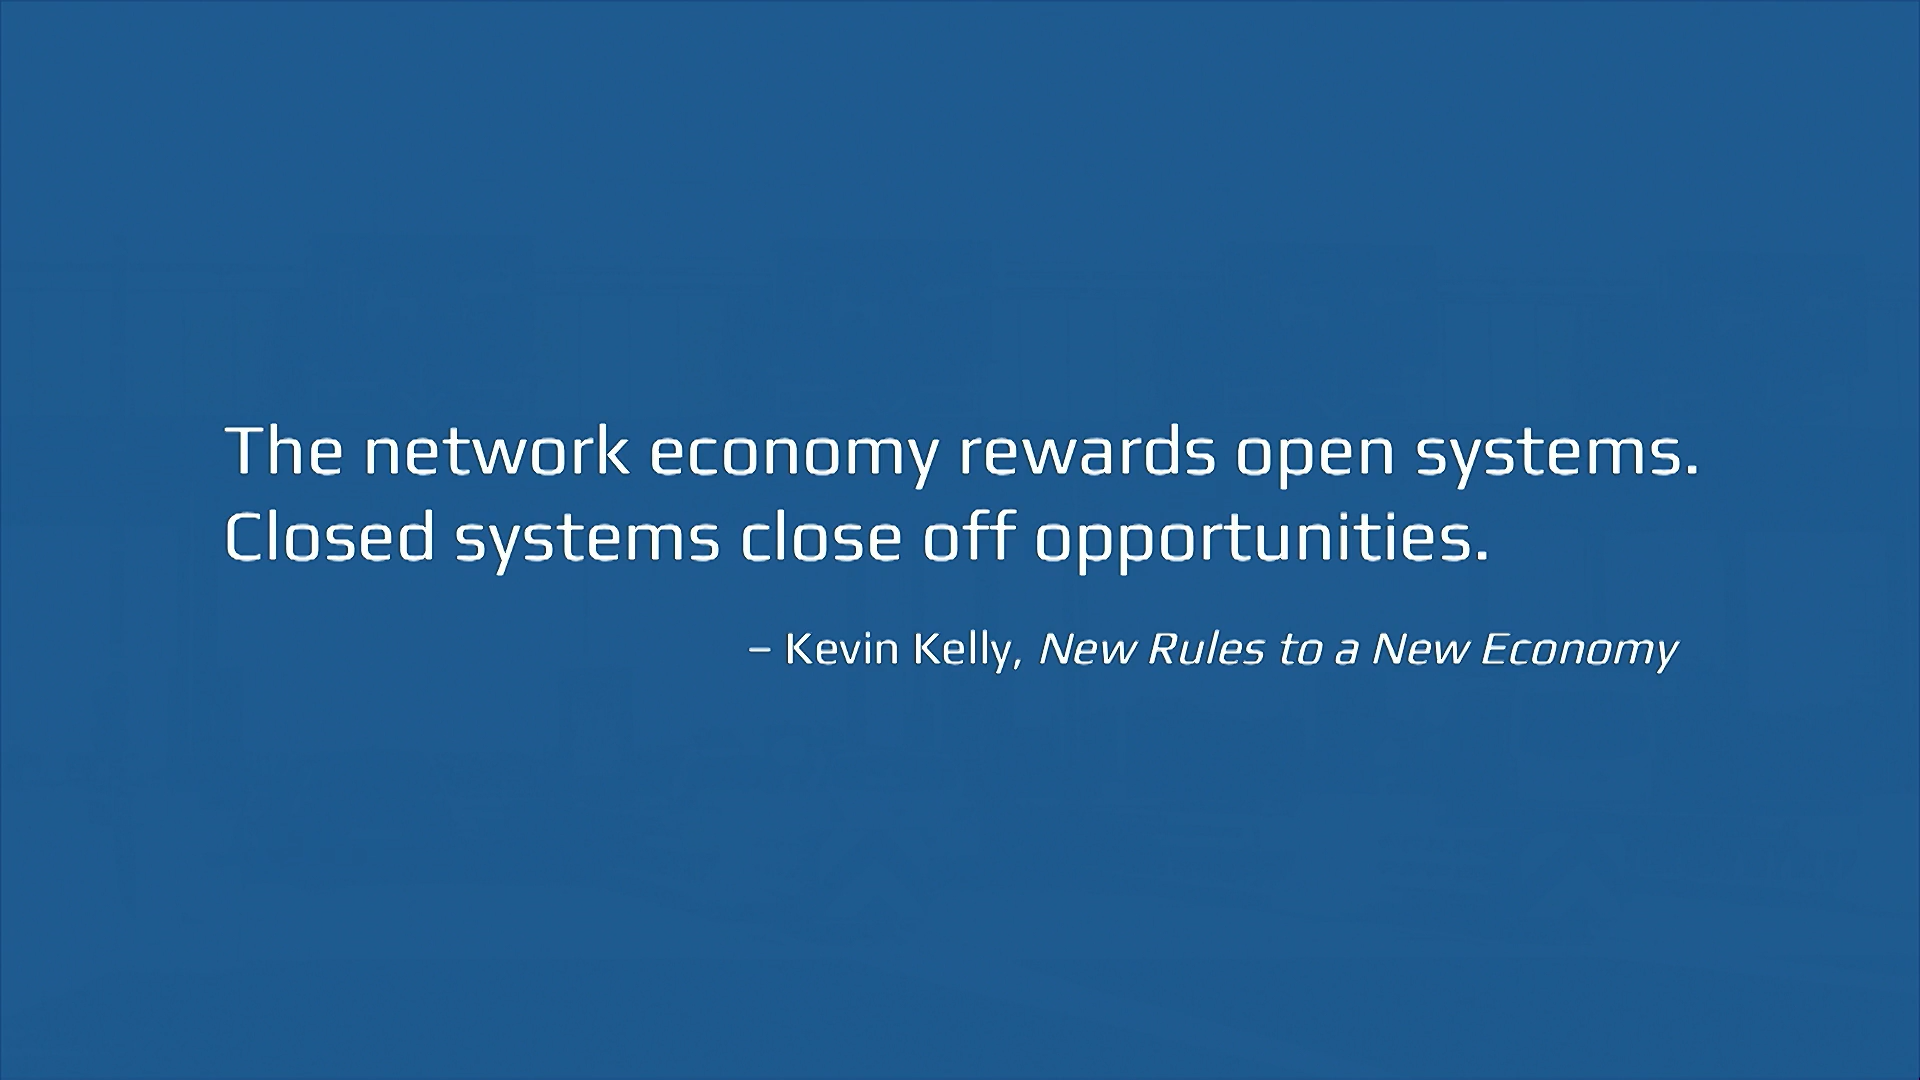 The network economy rewards open systems.
Closed systems close off opportunities.
– Kevin Kelly, New Rules to a New Economy